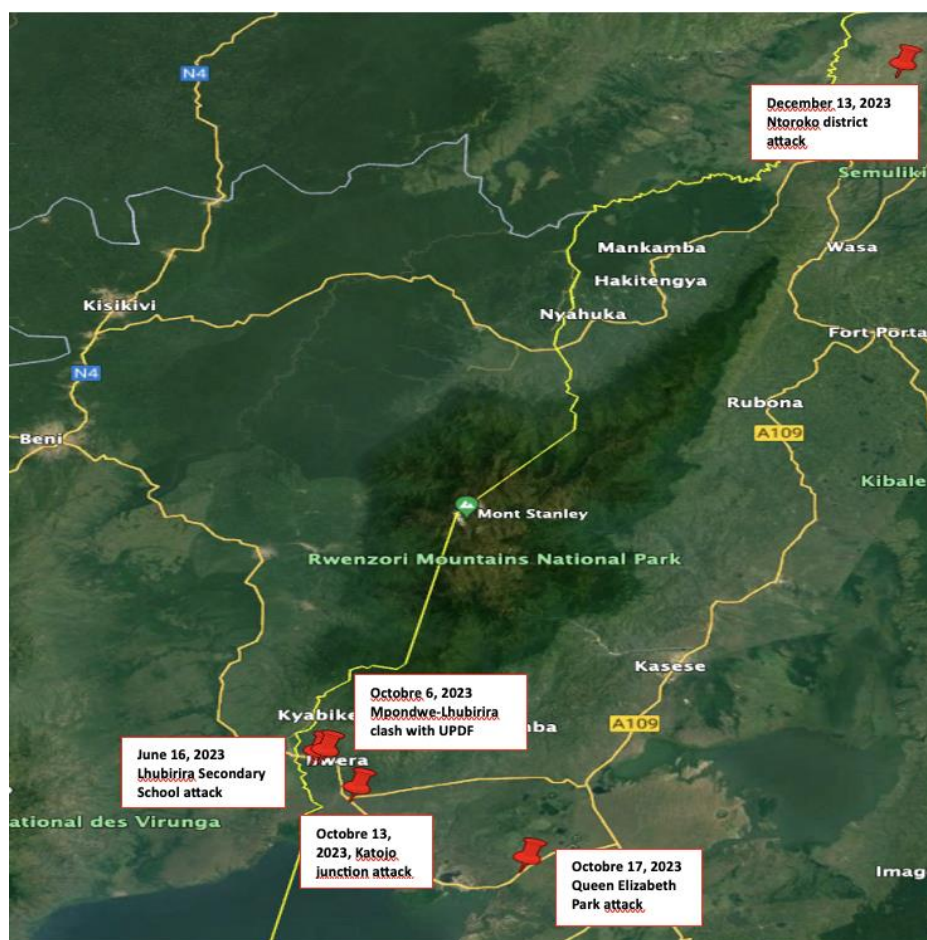 N4
December 13, 2023
Ntoroko district
attack
Semuliki
Mankamba
Wasa
Hakitengya
Kisikivi
Nyahuka
Fort Porta
N4
Rubona
Beni
A109
Kibale
Mont Stanley
Rwenzori Mountains National Park
Kasese
Octobre 6, 2023
Mpondwe-Lhubirira
clash with UPDF
Kyabike
ba
A109
June 16, 2023
Lhubirira Secondary
School attack
wera
ational des Virunga
Octobre 13,
2023, Katojo
junction attack
Octobre 17, 2023
Queen Elizabeth
Park attack
Imag